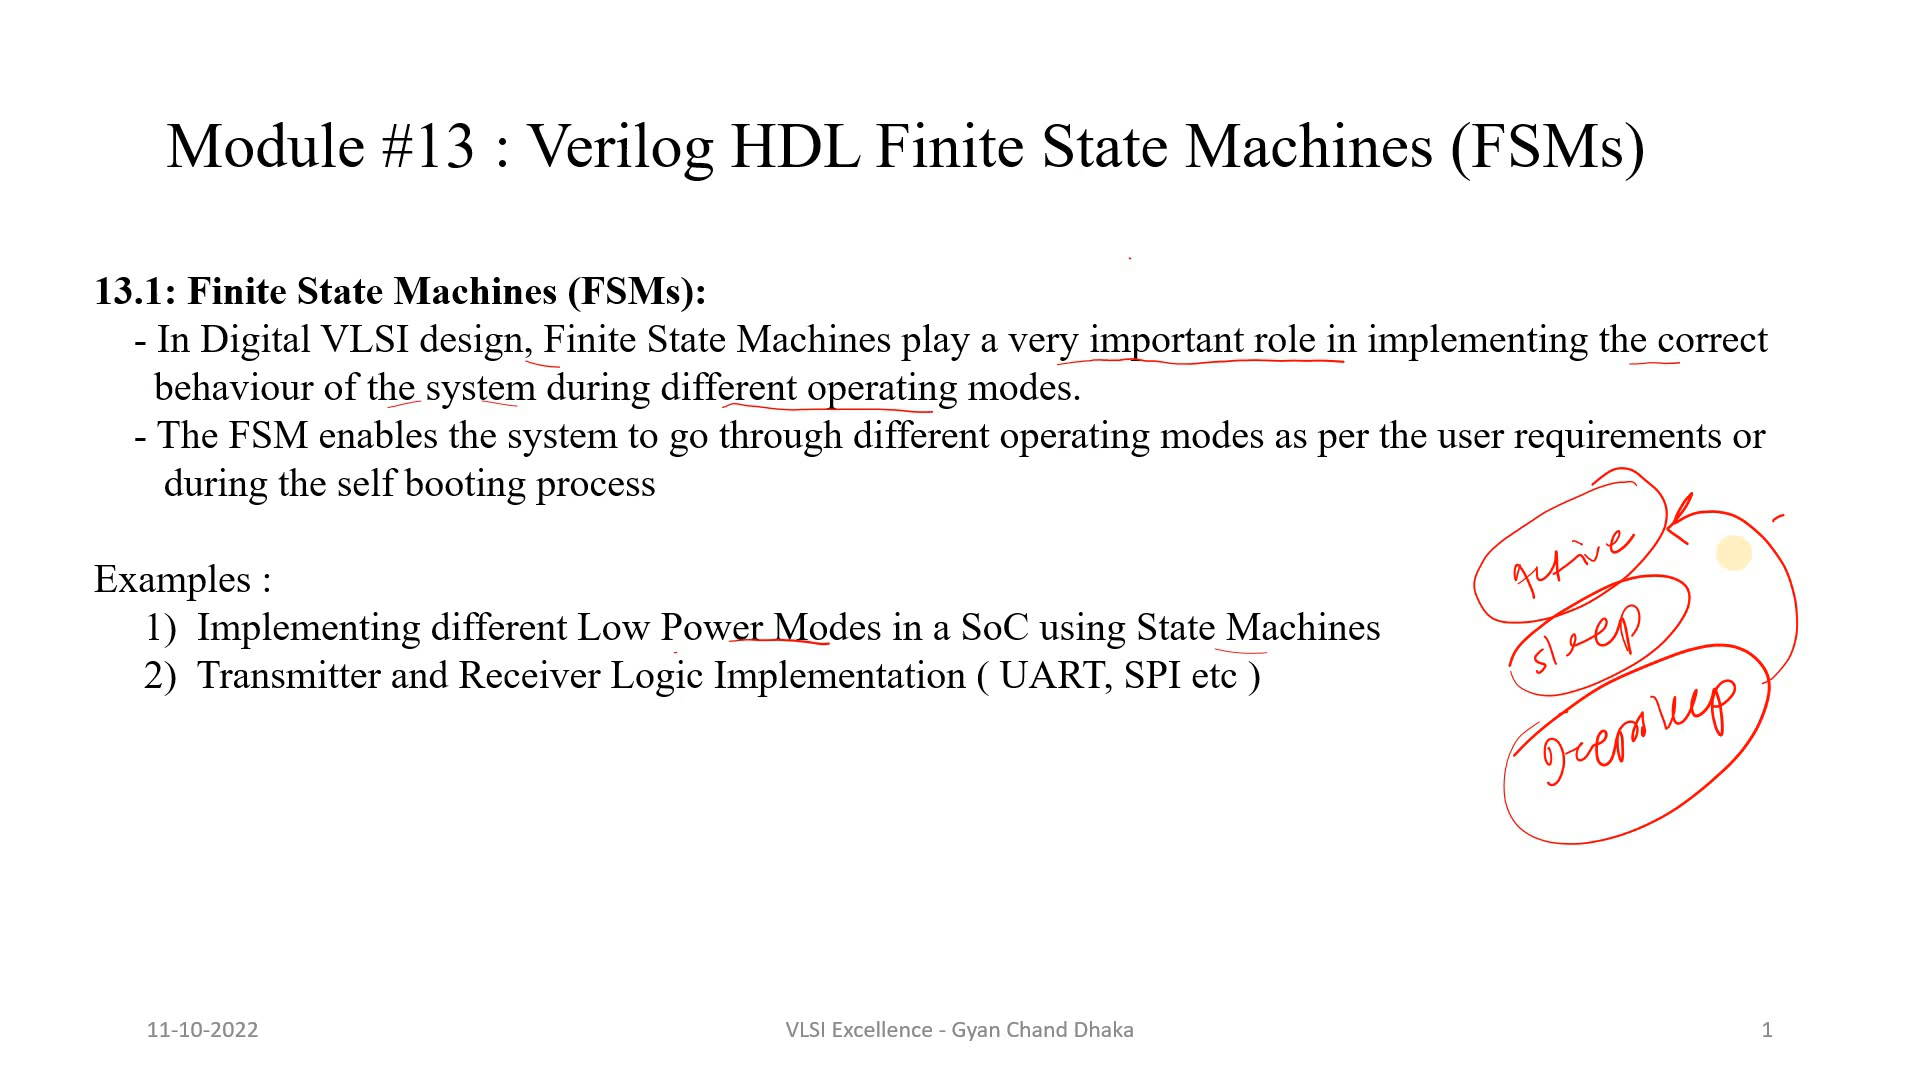 Module #13 : Verilog HDL Finite State Machines (FSMs)
13.1: Finite State Machines (FSMs):
- In Digital VLSI design, Finite State Machines play a very important role in implementing the correct
behaviour of the system during different operating modes.
- The FSM enables the system to go through different operating modes as per the user requirements or
during the self booting process
Examples :
1) Implementing different Low Power Modes in a SoC using State Machines
2) Transmitter and Receiver Logic Implementation ( UART, SPI etc )
Active
sleep
Deepsleep
11-10-2022
VLSI Excellence - Gyan Chand Dhaka
1